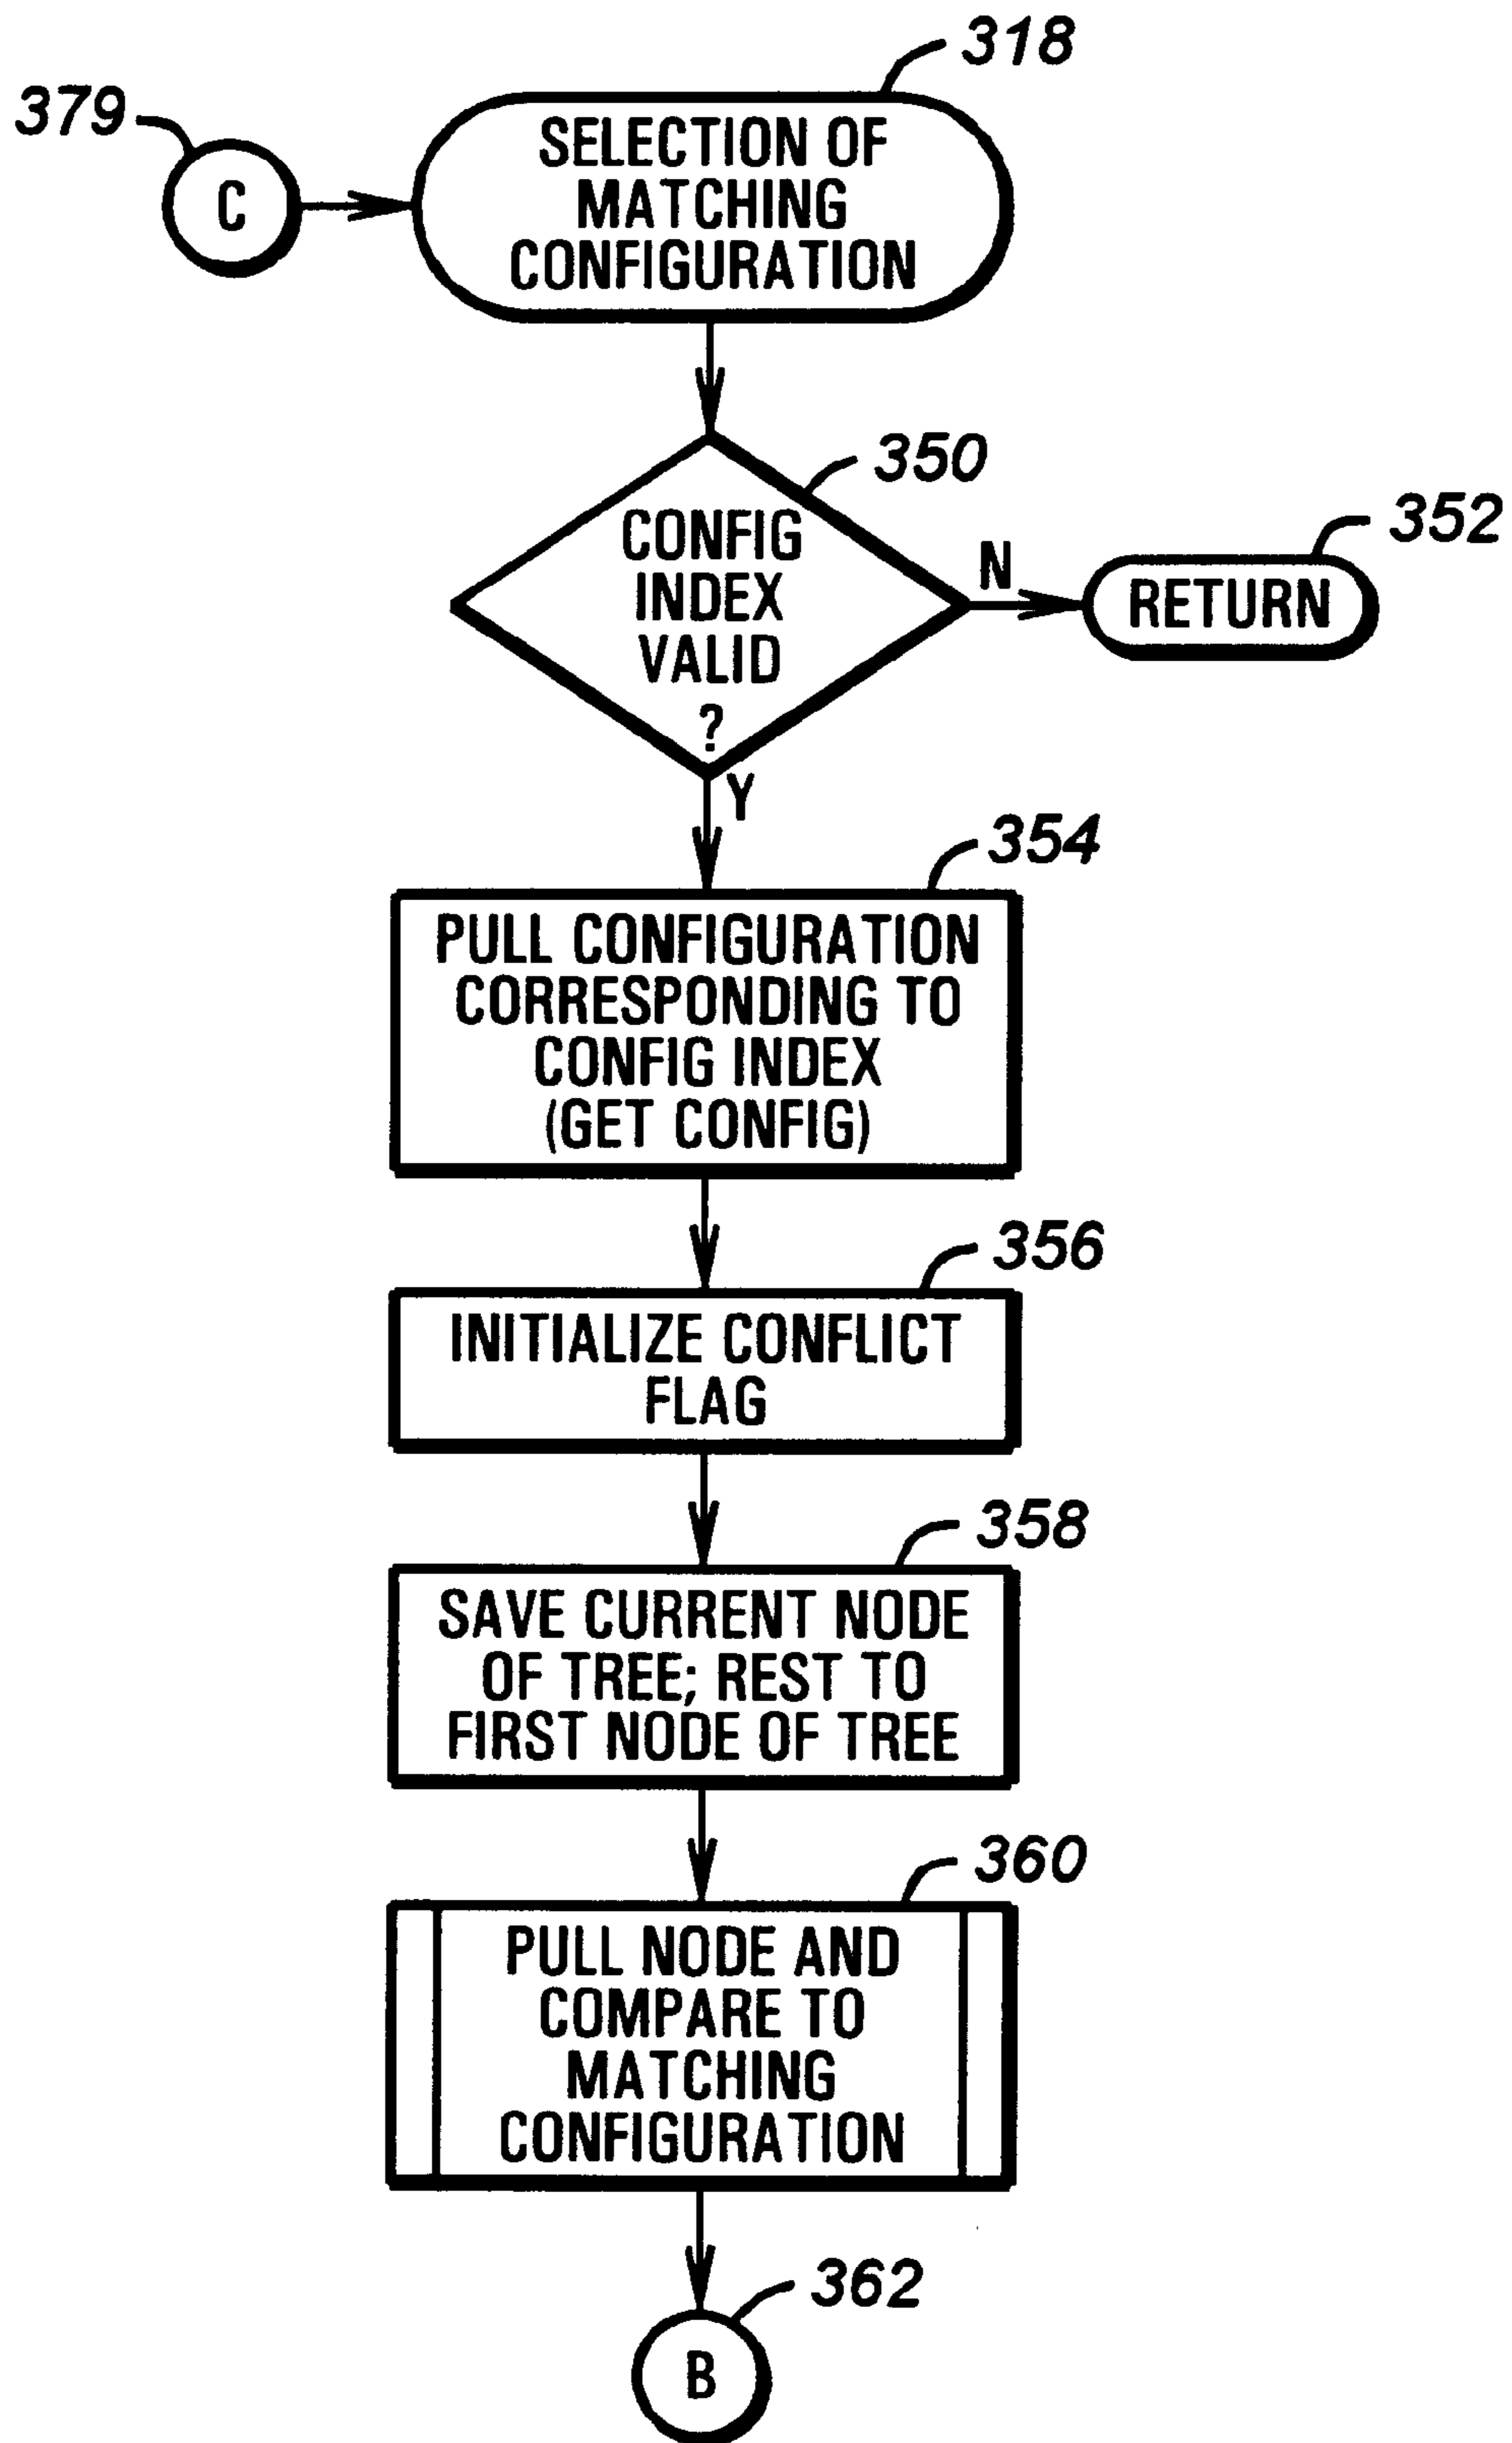 318
379
C
SELECTION OF
MATCHING
CONFIGURATION
350
CONFIG
INDEX
VALID
?
N
352
RETURN
Y
354
PULL CONFIGURATION
CORRESPONDING TO
CONFIG INDEX
(GET CONFIG)
356
INITIALIZE CONFLICT
FLAG
358
SAVE CURRENT NODE
OF TREE; REST TO
FIRST NODE OF TREE
360
PULL NODE AND
COMPARE TO
MATCHING
CONFIGURATION
362
B